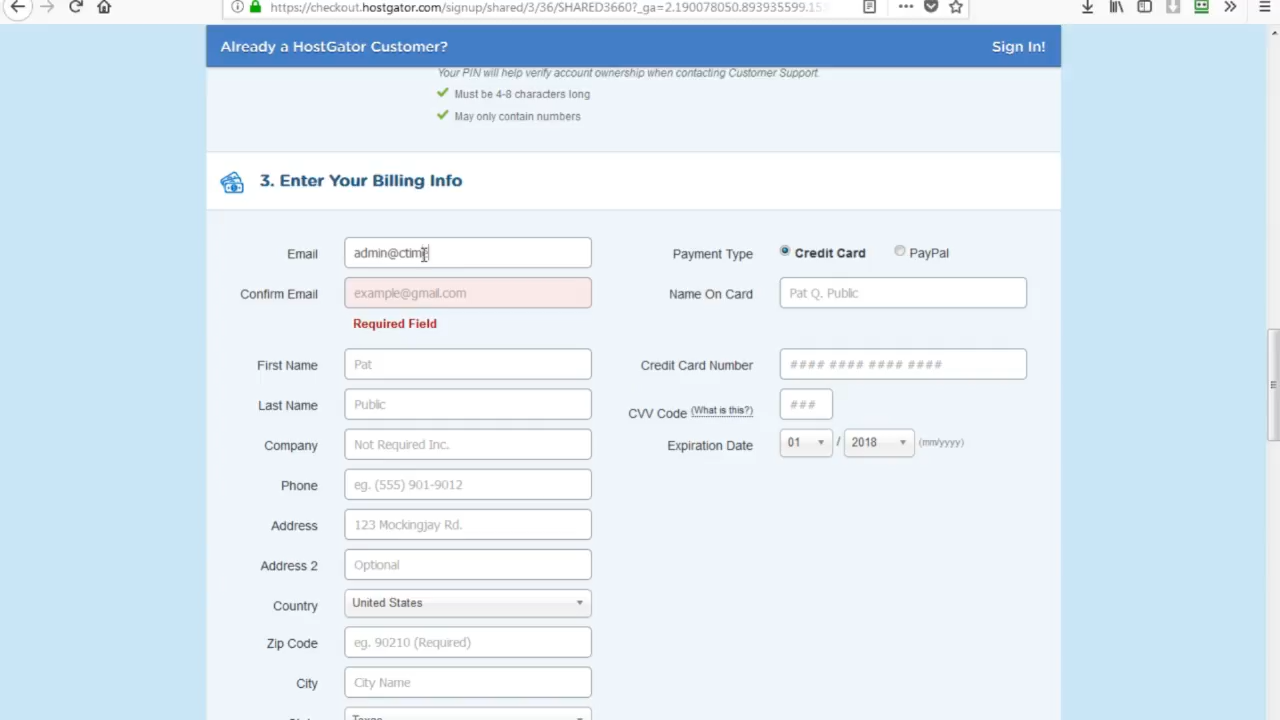 https://checkout.hostgator.com/signup/shared/3/36/SHARED3660?_ga=2.190078050.893935599.15
Already a HostGator Customer?
Sign In!
Your PIN will help verify account ownership when contacting Customer Support.
Must be 4-8 characters long
May only contain numbers
3. Enter Your Billing Info
Email admin@ctime
Payment Type Credit Card PayPal
Confirm Email example@gmail.com
Name On Card Pat Q. Public
Required Field
First Name Pat
Credit Card Number #### #### #### ####
Last Name Public
CVV Code (What is this?) ###
Company Not Required Inc.
Expiration Date 01 / 2018 (mm/yyyy)
Phone eg. (555) 901-9012
Address 123 Mockingjay Rd.
Address 2 Optional
Country United States
Zip Code eg. 90210 (Required)
City City Name
Texas